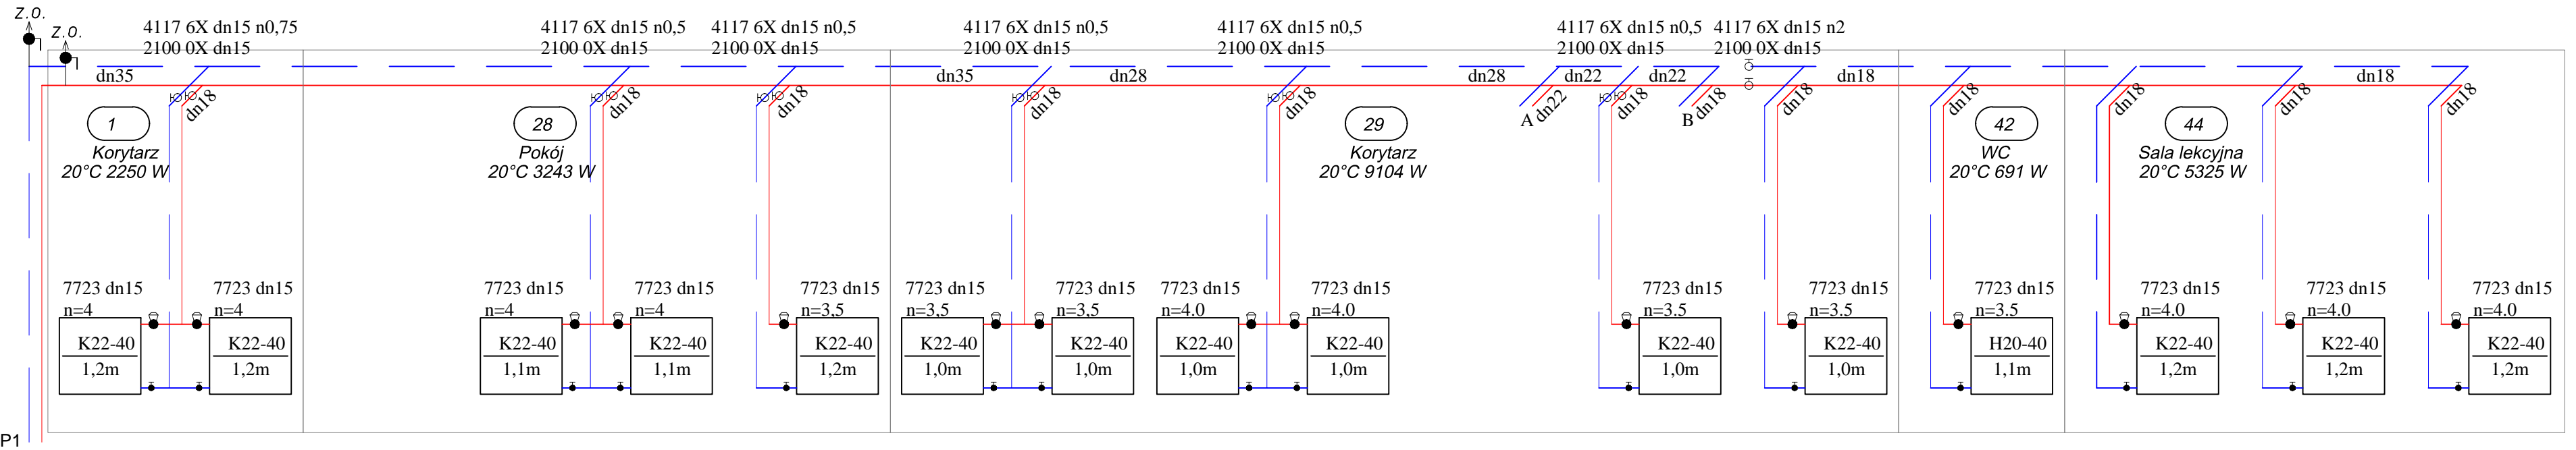 Z.O.
Z.O.
4117 6X dn15 n0,75
2100 0X dn15
4117 6X dn15 n0,5
2100 0X dn15
4117 6X dn15 n0,5
2100 0X dn15
4117 6X dn15 n0,5
2100 0X dn15
4117 6X dn15 n0,5
2100 0X dn15
4117 6X dn15 n0,5
2100 0X dn15
4117 6X dn15 n2
2100 0X dn15
dn35
dn35
dn28
dn28
dn22
dn22
dn18
dn18
dn18
dn18
dn18
dn18
dn18
A
dn22
dn18
B
dn18
dn18
dn18
dn18
dn18
dn18
1
Korytarz
20°C 2250 W
28
Pokój
20°C 3243 W
29
Korytarz
20°C 9104 W
42
WC
20°C 691 W
44
Sala lekcyjna
20°C 5325 W
7723 dn15
n=4
7723 dn15
n=4
7723 dn15
n=4
7723 dn15
n=4
7723 dn15
n=3,5
7723 dn15
n=3.5
7723 dn15
n=3,5
7723 dn15
n=4.0
7723 dn15
n=4.0
7723 dn15
n=3.5
7723 dn15
n=3.5
7723 dn15
n=3.5
7723 dn15
n=4.0
7723 dn15
n=4.0
7723 dn15
n=4.0
K22-40
1,2m
K22-40
1,2m
K22-40
1,1m
K22-40
1,1m
K22-40
1,2m
K22-40
1,0m
K22-40
1,0m
K22-40
1,0m
K22-40
1,0m
K22-40
1,0m
K22-40
1,0m
H20-40
1,1m
K22-40
1,2m
K22-40
1,2m
K22-40
1,2m
P1